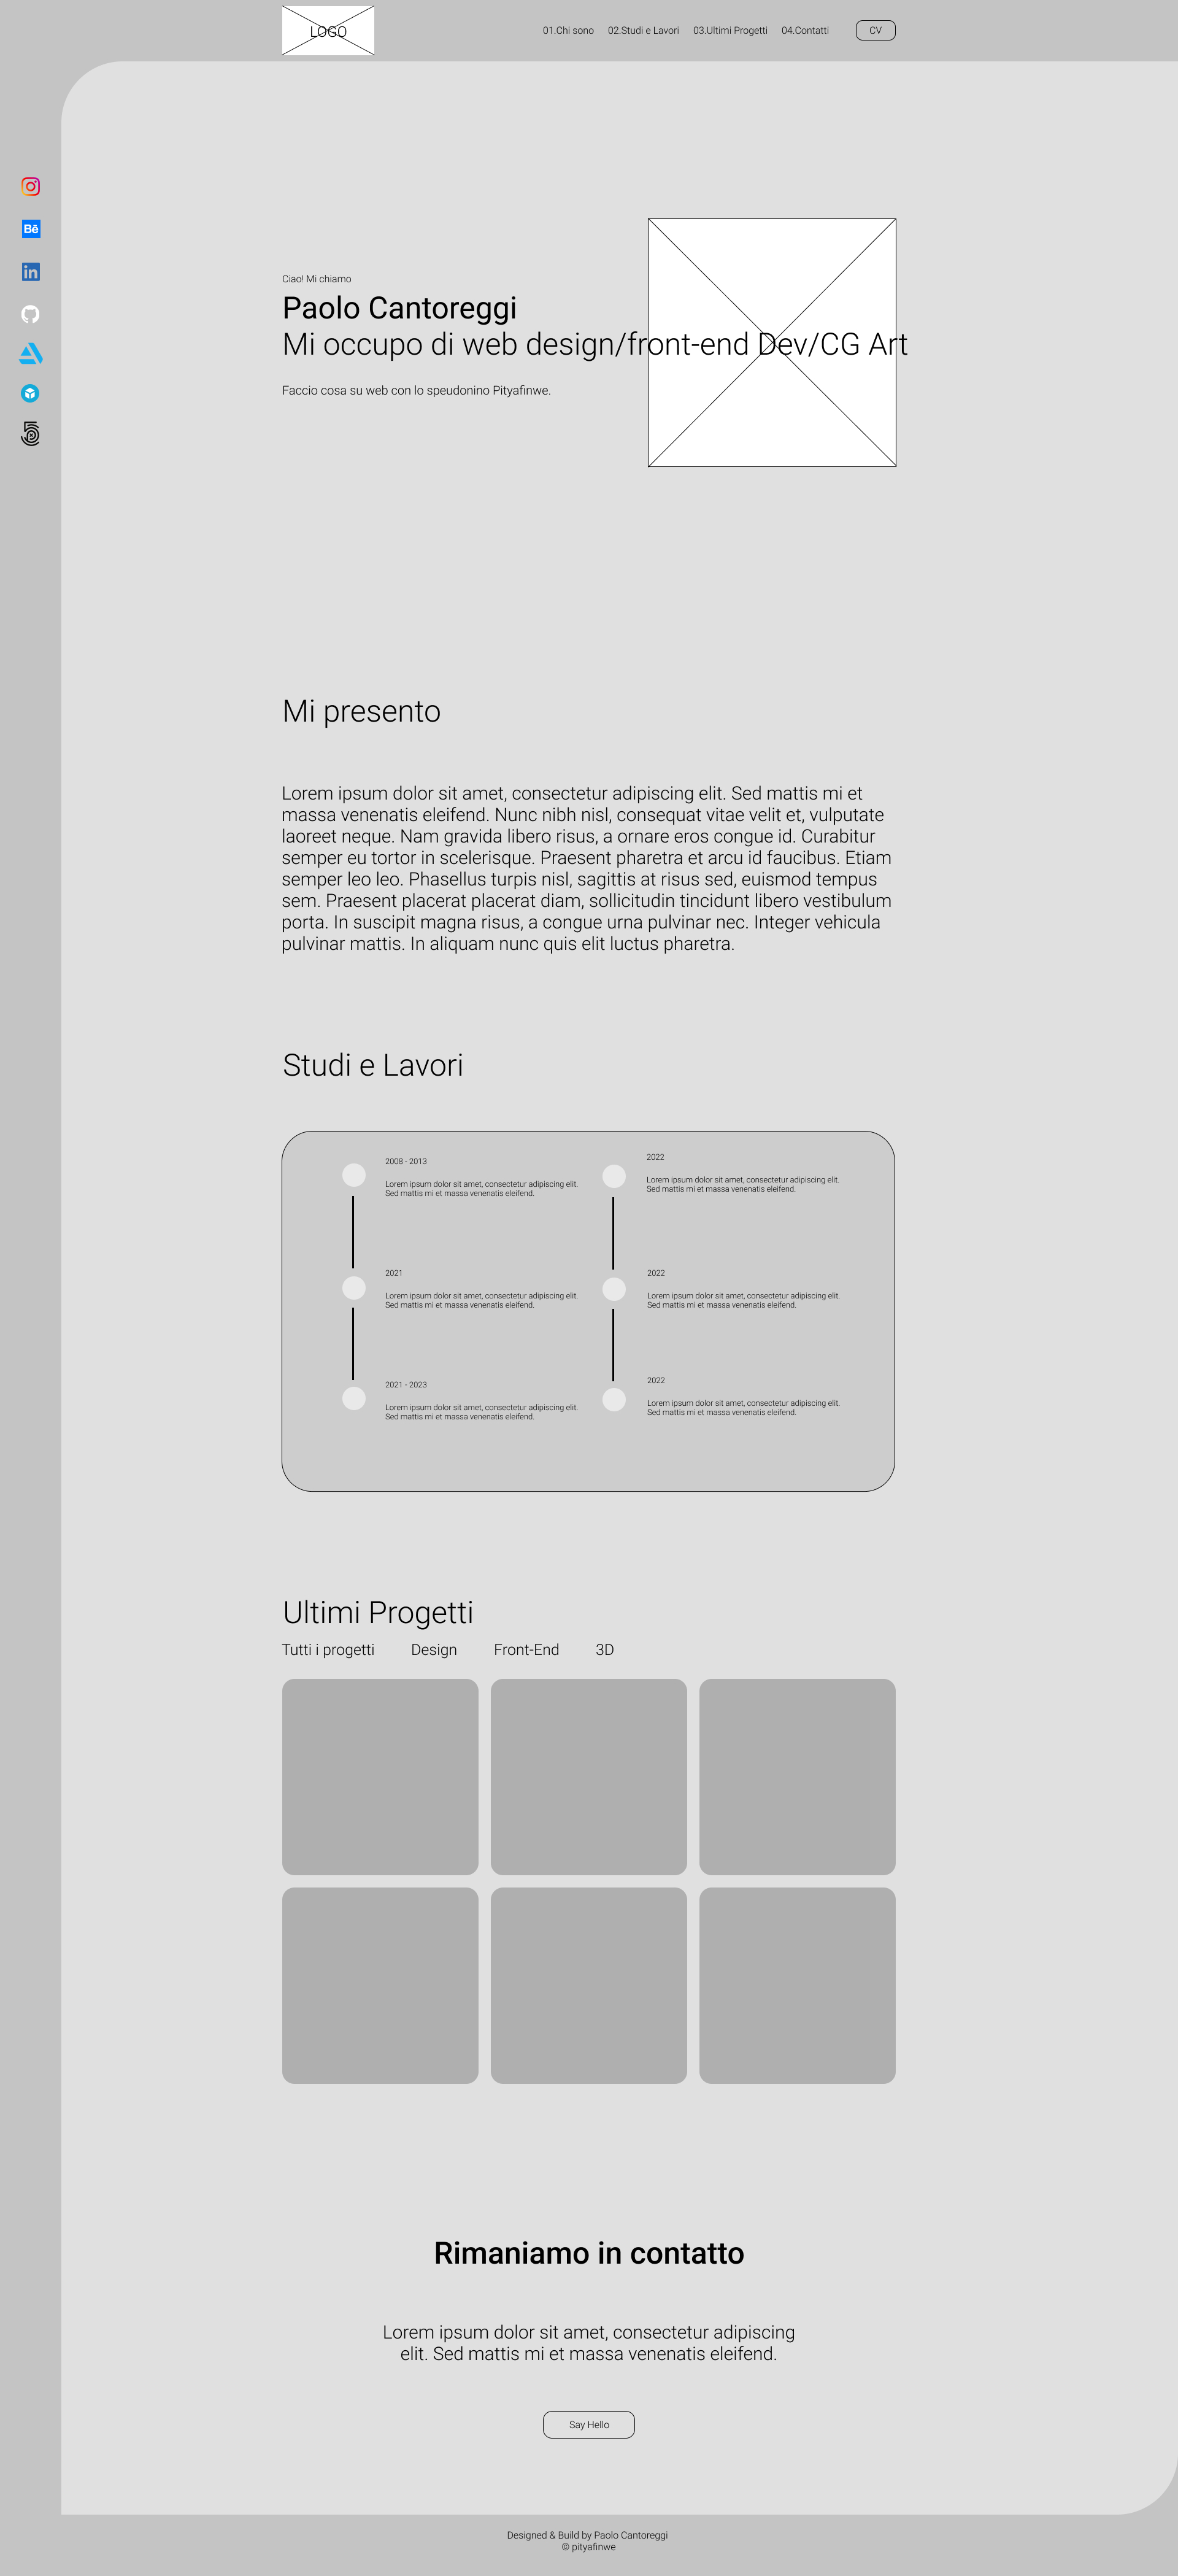 LOGO
01.Chi sono
02.Studi e Lavori
03.Ultimi Progetti
04.Contatti
CV
Bē
in
5
Ciao! Mi chiamo
Paolo Cantoreggi
Mi occupo di web design/front-end Dev/CG Art
Faccio cosa su web con lo speudonino Pityafinwe.
Mi presento
Lorem ipsum dolor sit amet, consectetur adipiscing elit. Sed mattis mi et
massa venenatis eleifend. Nunc nibh nisl, consequat vitae velit et, vulputate
laoreet neque. Nam gravida libero risus, a ornare eros congue id. Curabitur
semper eu tortor in scelerisque. Praesent pharetra et arcu id faucibus. Etiam
semper leo leo. Phasellus turpis nisl, sagittis at risus sed, euismod tempus
sem. Praesent placerat placerat diam, sollicitudin tincidunt libero vestibulum
porta. In suscipit magna risus, a congue urna pulvinar nec. Integer vehicula
pulvinar mattis. In aliquam nunc quis elit luctus pharetra.
Studi e Lavori
2008 - 2013
Lorem ipsum dolor sit amet, consectetur adipiscing elit.
Sed mattis mi et massa venenatis eleifend.
2021
Lorem ipsum dolor sit amet, consectetur adipiscing elit.
Sed mattis mi et massa venenatis eleifend.
2021 - 2023
Lorem ipsum dolor sit amet, consectetur adipiscing elit.
Sed mattis mi et massa venenatis eleifend.
2022
Lorem ipsum dolor sit amet, consectetur adipiscing elit.
Sed mattis mi et massa venenatis eleifend.
2022
Lorem ipsum dolor sit amet, consectetur adipiscing elit.
Sed mattis mi et massa venenatis eleifend.
2022
Lorem ipsum dolor sit amet, consectetur adipiscing elit.
Sed mattis mi et massa venenatis eleifend.
Ultimi Progetti
Tutti i progetti
Design
Front-End
3D
Rimaniamo in contatto
Lorem ipsum dolor sit amet, consectetur adipiscing
elit. Sed mattis mi et massa venenatis eleifend.
Say Hello
Designed & Build by Paolo Cantoreggi
© pityafinwe